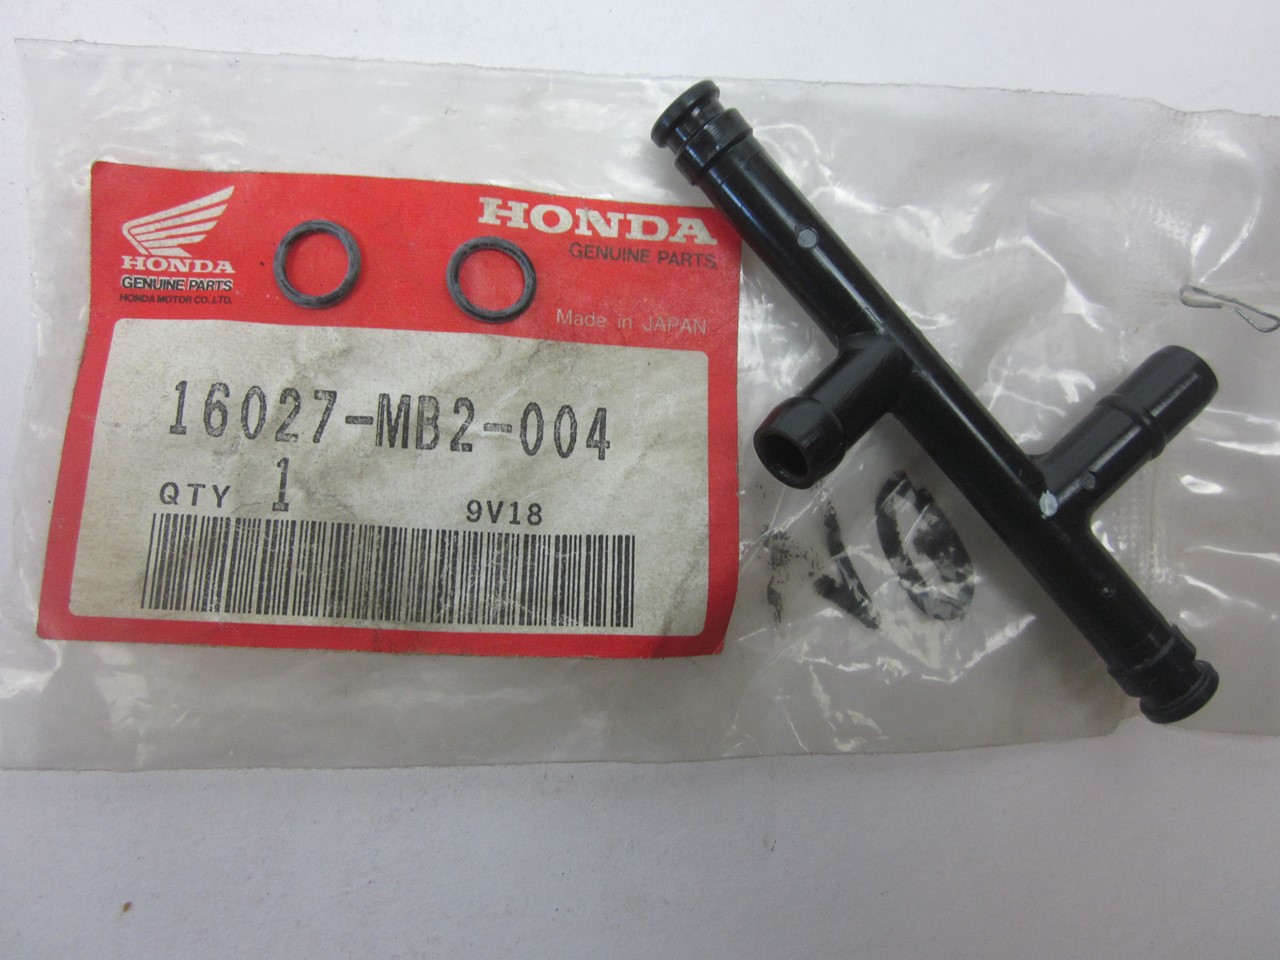 HONDA
GENUINE PARTS
HONDA MOTOR CO.,LTD.
HONDA
GENUINE PARTS
Made in JAPAN
16027-MB2-004
QTY 1
9V18